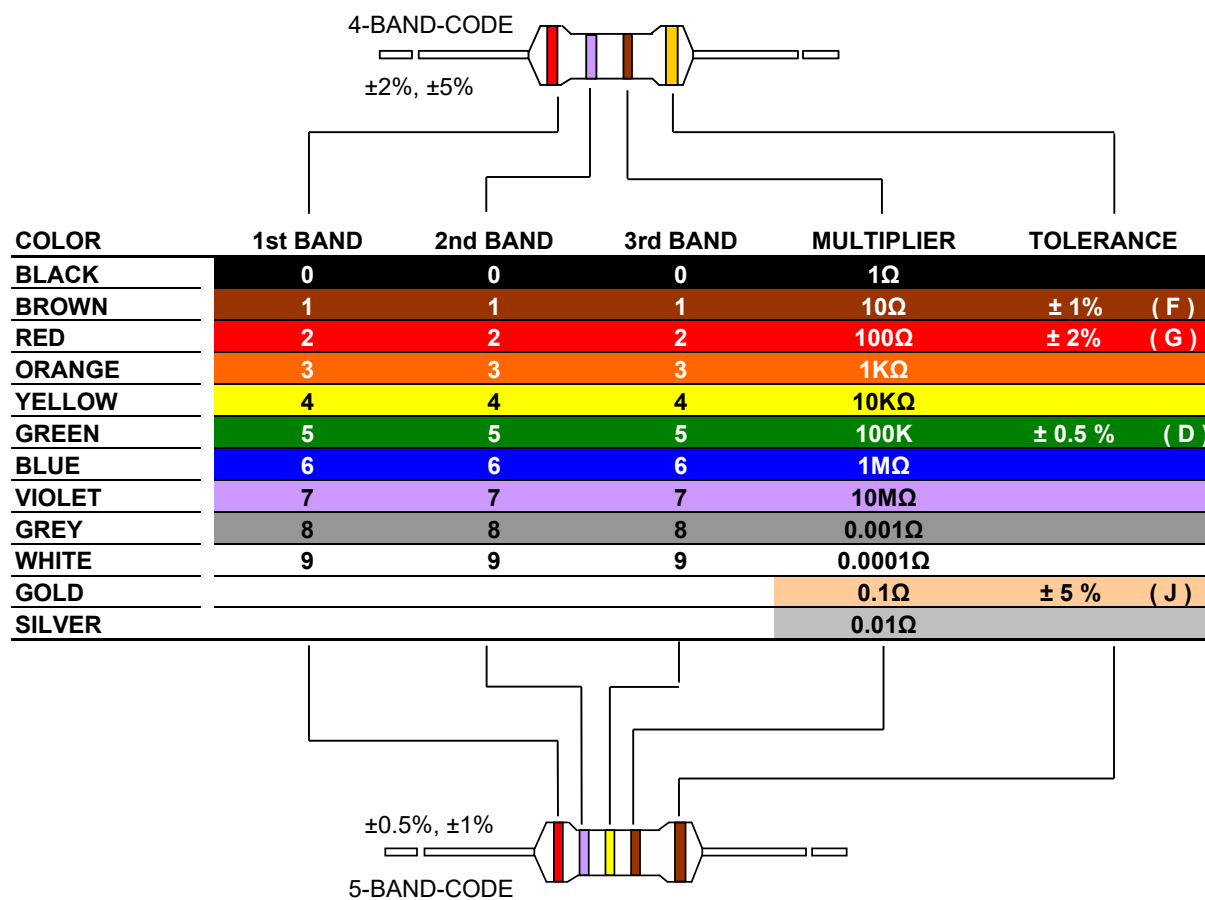 4-BAND-CODE
±2%, ±5%
COLOR 1st BAND 2nd BAND 3rd BAND MULTIPLIER TOLERANCE
BLACK 0 0 0 1Ω
BROWN 1 1 1 10Ω ± 1% ( F )
RED 2 2 2 100Ω ± 2% ( G )
ORANGE 3 3 3 1KΩ
YELLOW 4 4 4 10KΩ
GREEN 5 5 5 100K ± 0.5 % ( D )
BLUE 6 6 6 1MΩ
VIOLET 7 7 7 10MΩ
GREY 8 8 8 0.001Ω
WHITE 9 9 9 0.0001Ω
GOLD 0.1Ω ± 5 % ( J )
SILVER 0.01Ω
±0.5%, ±1%
5-BAND-CODE